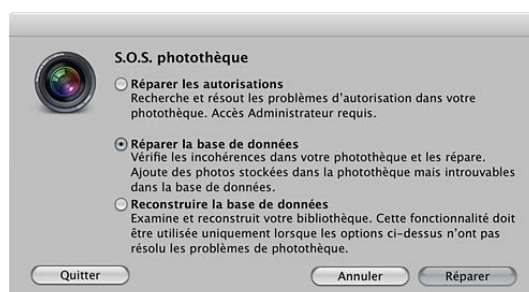 S.O.S. photothèque
Réparer les autorisations
Recherche et résout les problèmes d'autorisation dans votre
photothèque. Accès Administrateur requis.
Réparer la base de données
Vérifie les incohérences dans votre photothèque et les répare.
Ajoute des photos stockées dans la photothèque mais introuvables
dans la base de données.
Reconstruire la base de données
Examine et reconstruit votre bibliothèque. Cette fonctionnalité doit
être utilisée uniquement lorsque les options ci-dessus n'ont pas
résolu les problèmes de photothèque.
Quitter
Annuler
Réparer